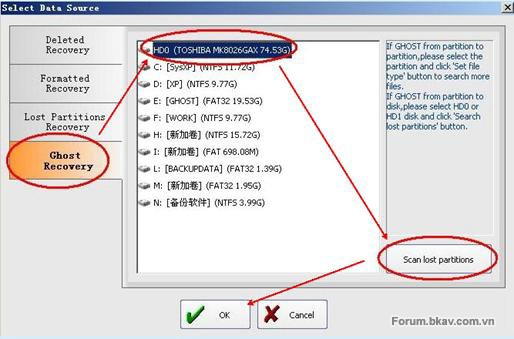 Select Data Source
Deleted
Recovery
Formatted
Recovery
Lost Partitions
Recovery
Ghost
Recovery
HD0 (TOSHIBA MK8026GAX 74.53G)
C: [SysXP] (NTFS 11.72G)
D: [XP] (NTFS 9.77G)
E: [GHOST] (FAT32 19.53G)
F: [WORK] (NTFS 9.77G)
H: [新加卷] (NTFS 15.72G)
I: [新加卷] (FAT 698.08M)
L: [BACKUPDATA] (FAT32 1.39G)
M: [新加卷] (FAT32 1.95G)
N: [备份软件] (NTFS 3.99G)
If GHOST from partition to
partition,please select the
partition and click 'Set file
type' button to search more
files.
If GHOST from partition to
disk,please select HD0 or
HD1 disk and click 'Search
lost partitions' button.
Scan lost partitions
OK
Cancel
Forum.bkav.com.vn